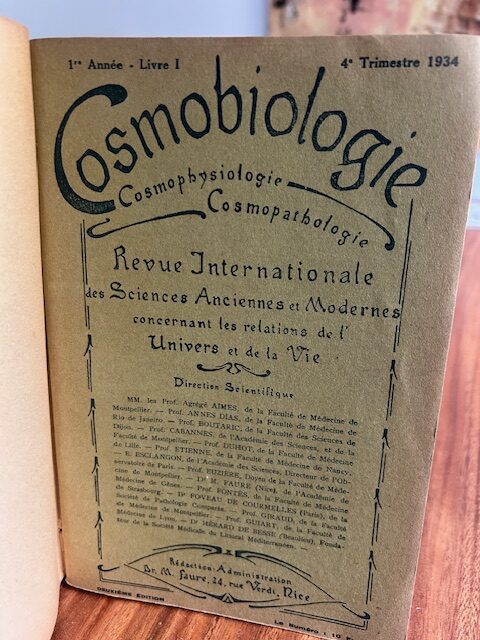 1re Année - Livre I
4e Trimestre 1934
Cosmobiologie
Cosmophysiologie
Cosmopathologie
Revue Internationale
des Sciences Anciennes et Modernes
concernant les relations de l'
Univers et de la Vie
Direction Scientifique
MM. les Prof. Agrégé AIMES, de la Faculté de Médecine de
Montpellier. — Prof. ANNES DIAS, de la Faculté de Médecine de
Rio de Janeiro. — Prof. BOUTARIC, de la Faculté des Sciences de
Dijon. — Prof. CABANNES, de l'Académie des Sciences, et de la
Faculté de Montpellier. — Prof. DUHOT, de la Faculté de Médecine
de Lille. — Prof. ETIENNE, de la Faculté de Médecine de Nancy.
— E. ESCLANGON, de l'Académie des Sciences, Directeur de l'Ob-
servatoire de Paris. — Prof. EUZIÈRE, Doyen de la Faculté de Méde-
cine de Montpellier. — Dr M. FAURE (Nice), de l'Académie de
Médecine de Gênes. — Prof. FONTÈS, de la Faculté de Médecine
de Strasbourg. — Dr FOVEAU DE COURMELLES (Paris), de la
Société de Pathologie Comparée. — Prof. GIRAUD, de la Faculté
de Médecine de Montpellier. — Prof. GUIART, de la Faculté de
Médecine de Lyon. — Dr HÉRARD DE BESSÉ (Beaulieu), Fonda-
teur de la Société Médicale du Littoral Méditerranéen. —
Rédaction-Administration
Dr. M. Faure, 24, rue Verdi, Nice
DEUXIÈME EDITION
Le Numéro : 10 F.